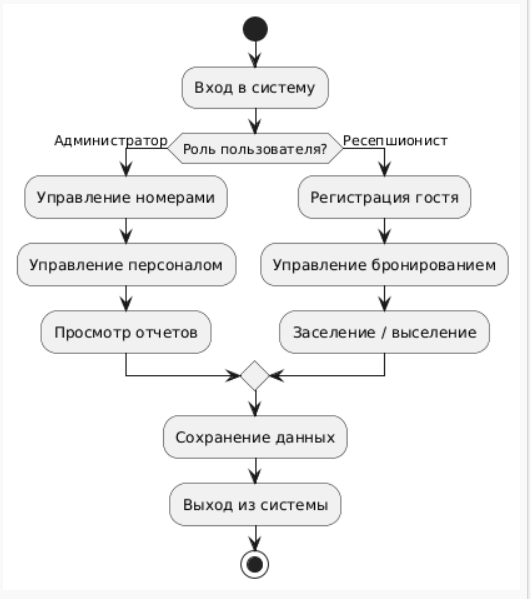 Вход в систему
Администратор
Роль пользователя?
Ресепшионист
Управление номерами
Регистрация гостя
Управление персоналом
Управление бронированием
Просмотр отчетов
Заселение / выселение
Сохранение данных
Выход из системы